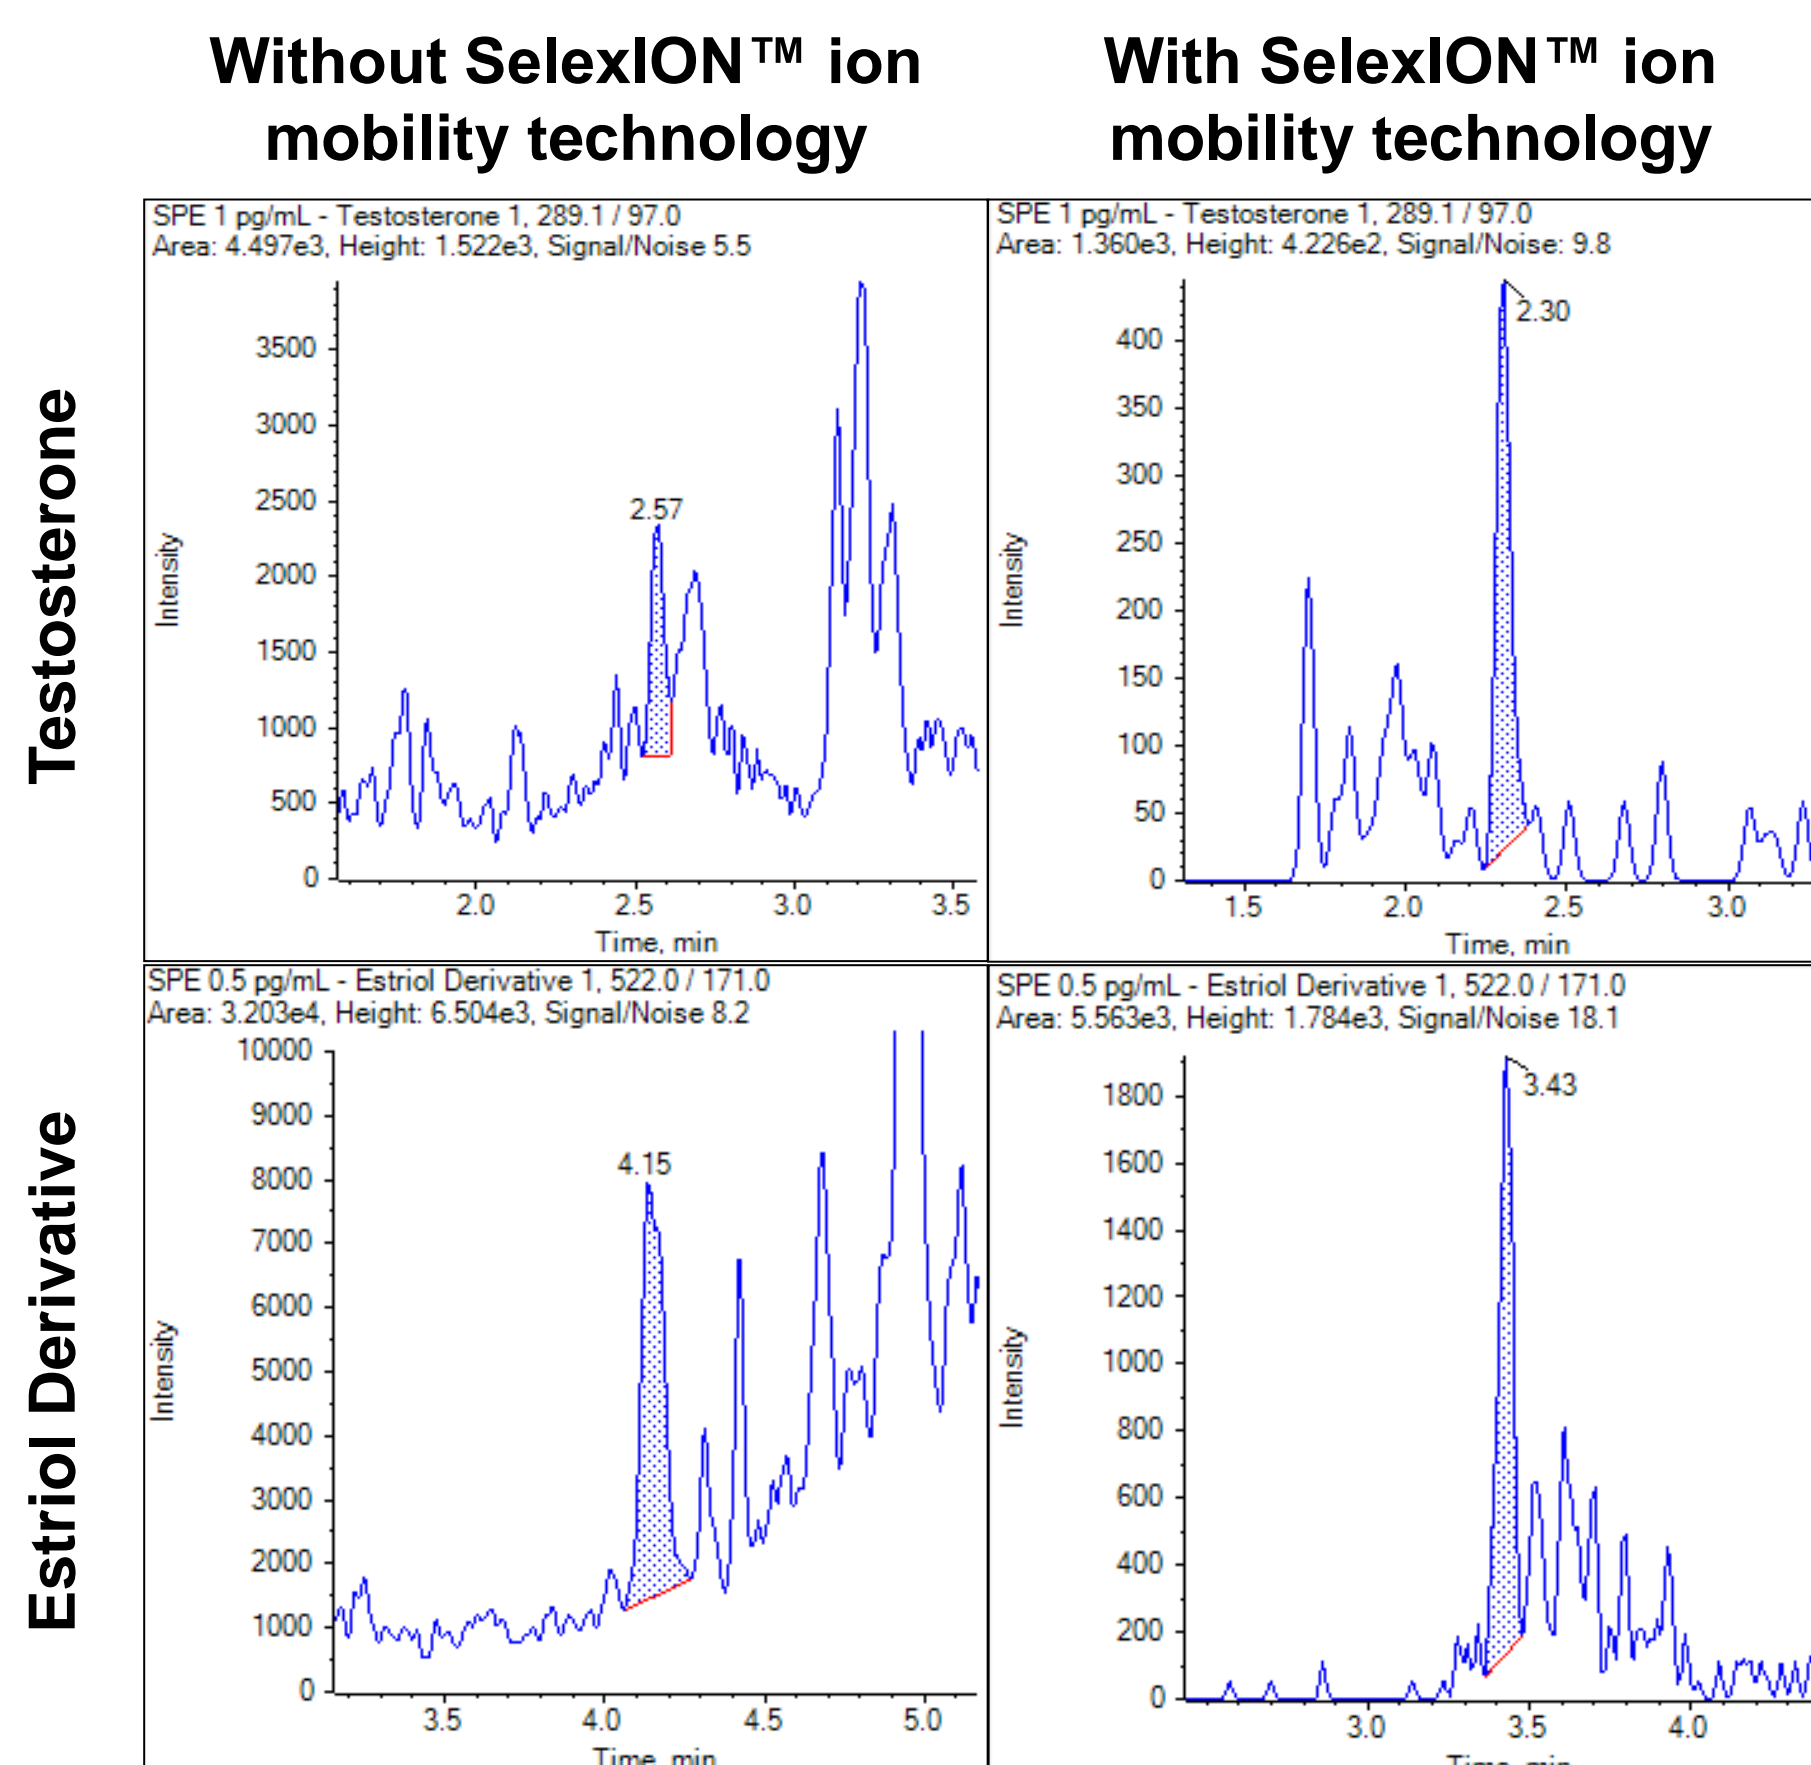 Without SelexION™ ion
mobility technology
With SelexION™ ion
mobility technology
Testosterone
SPE 1 pg/mL - Testosterone 1, 289.1 / 97.0
Area: 4.497e3, Height: 1.522e3, Signal/Noise 5.5
Intensity
3500
3000
2500
2000
1500
1000
500
0
2.57
2.0
2.5
3.0
3.5
Time, min
SPE 1 pg/mL - Testosterone 1, 289.1 / 97.0
Area: 1.360e3, Height: 4.226e2, Signal/Noise: 9.8
Intensity
400
350
300
250
200
150
100
50
0
2.30
1.5
2.0
2.5
3.0
Time, min
Estriol Derivative
SPE 0.5 pg/mL - Estriol Derivative 1, 522.0 / 171.0
Area: 3.203e4, Height: 6.504e3, Signal/Noise 8.2
Intensity
10000
9000
8000
7000
6000
5000
4000
3000
2000
1000
0
4.15
3.5
4.0
4.5
5.0
Time, min
SPE 0.5 pg/mL - Estriol Derivative 1, 522.0 / 171.0
Area: 5.563e3, Height: 1.784e3, Signal/Noise 18.1
Intensity
1800
1600
1400
1200
1000
800
600
400
200
0
3.43
3.0
3.5
4.0
Time, min